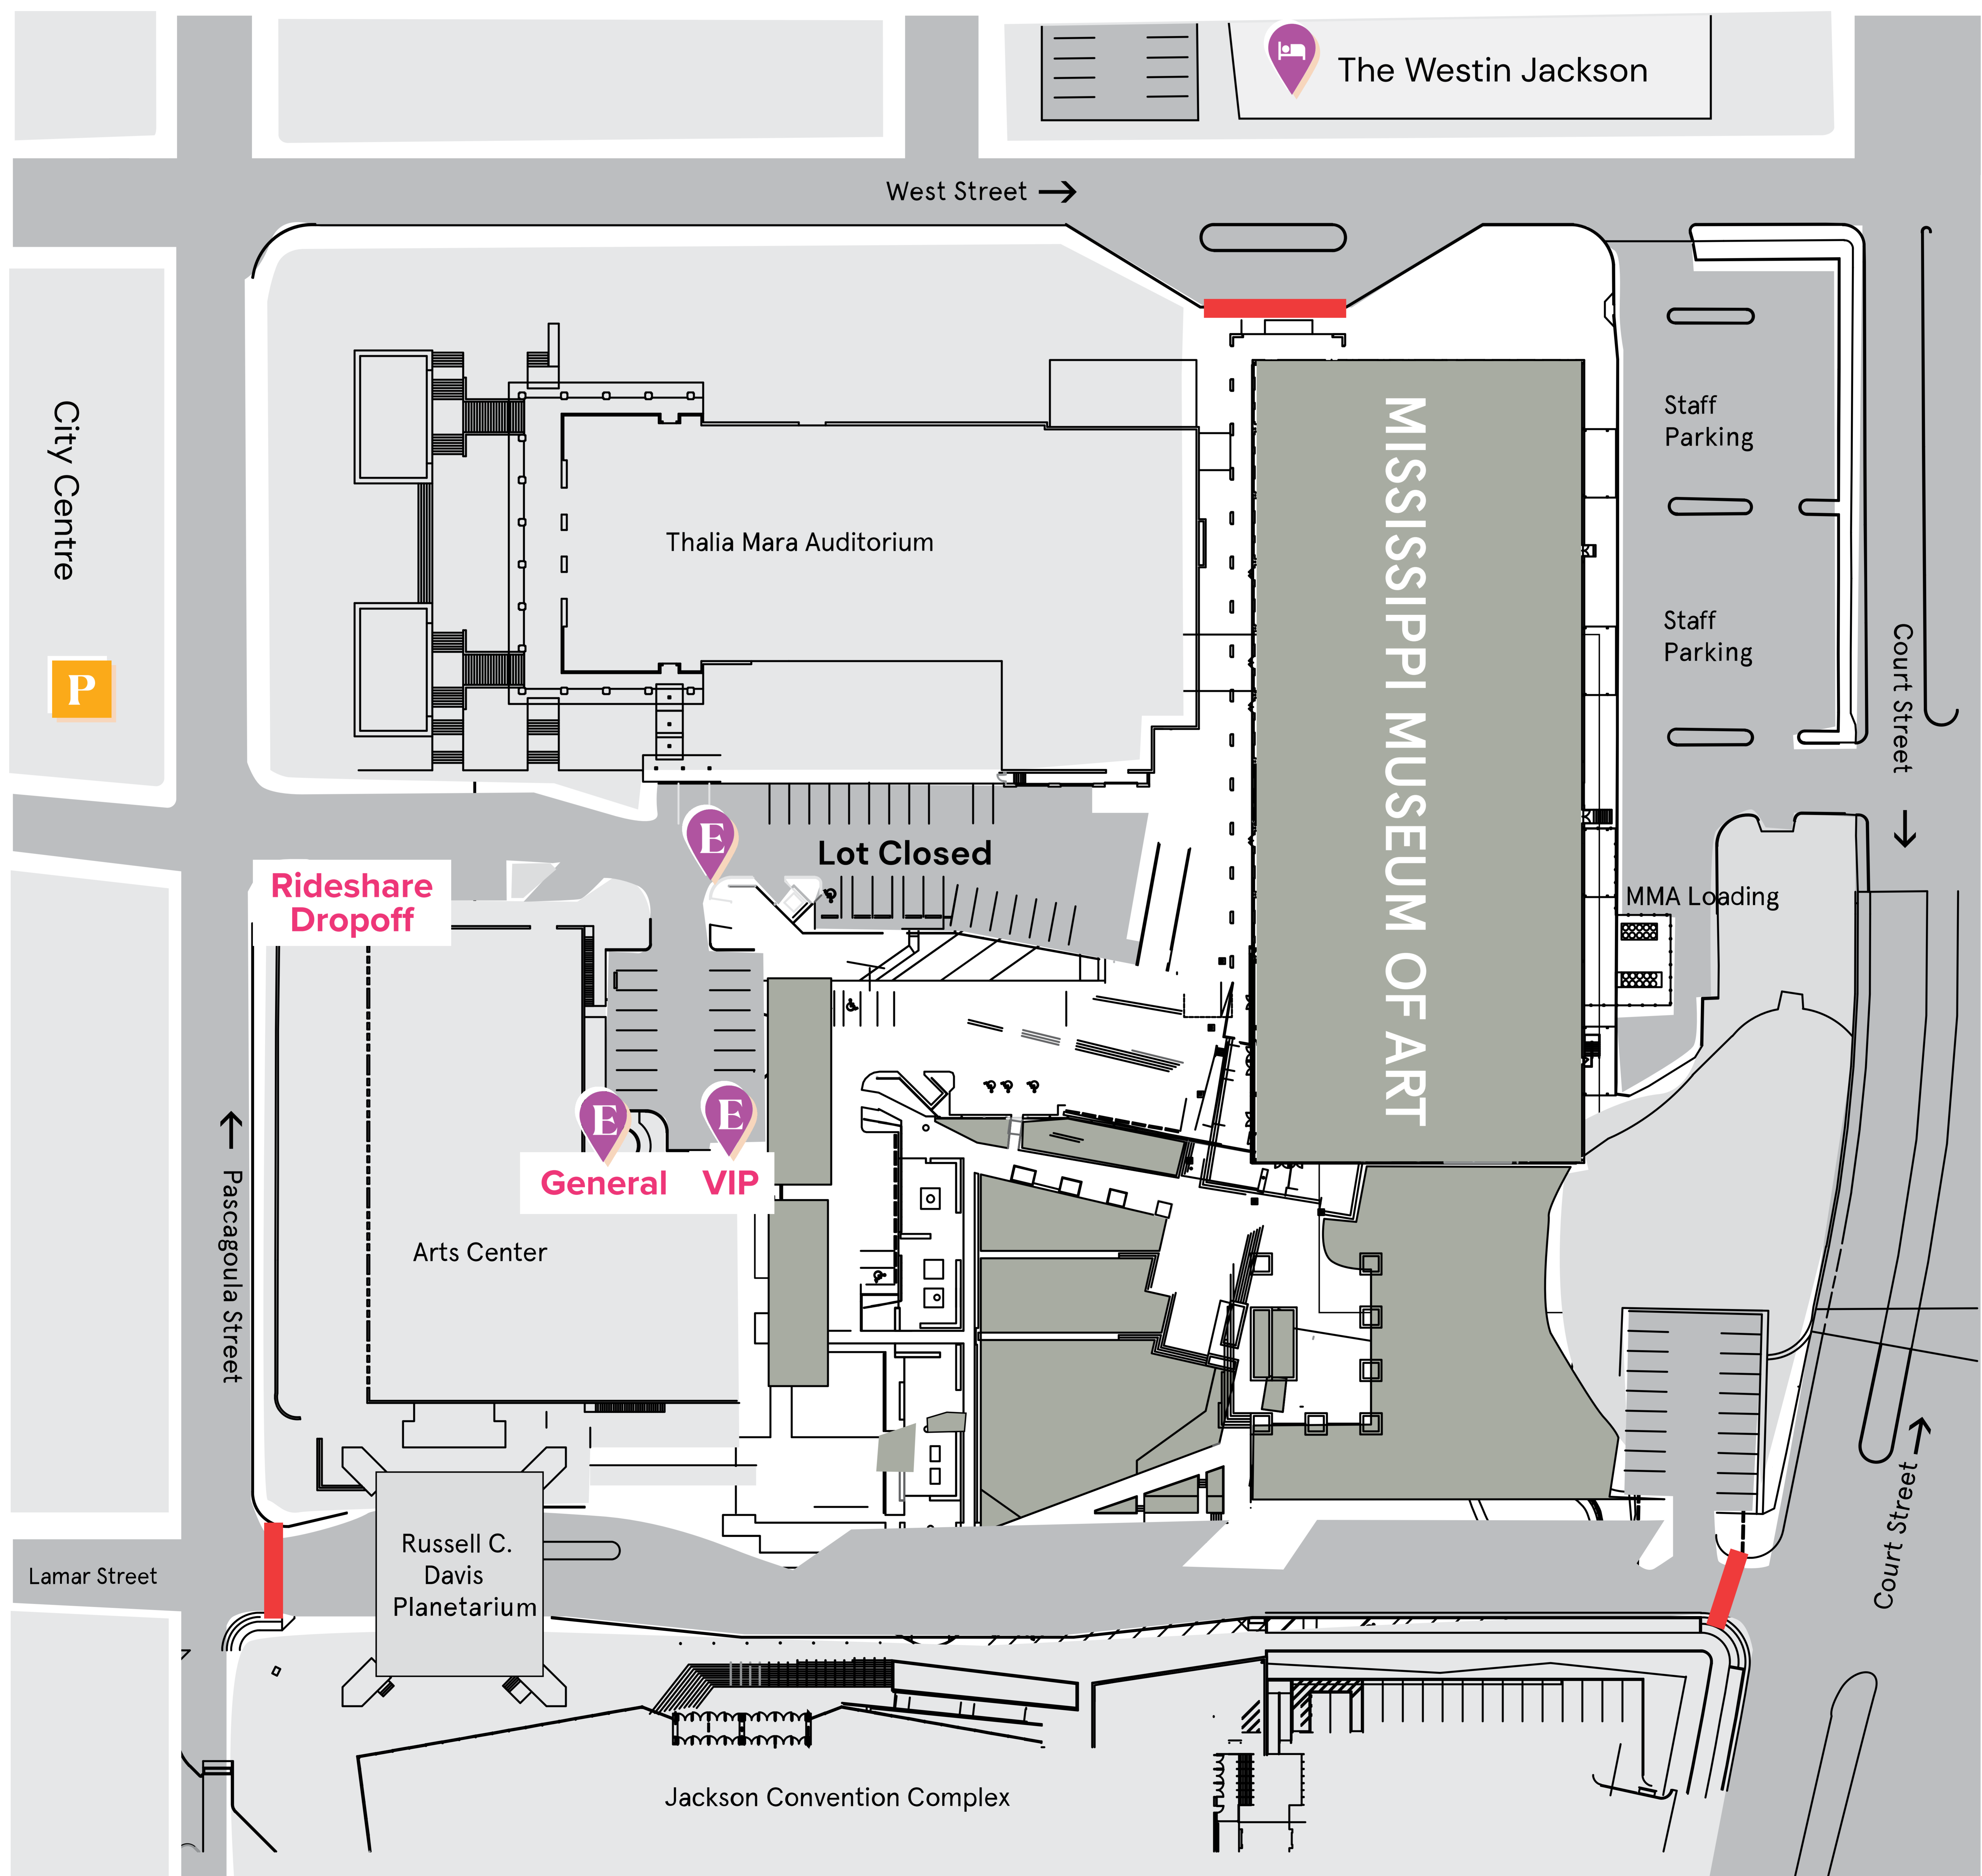 The Westin Jackson
West Street →
City Centre
P
Thalia Mara Auditorium
MISSISSIPPI MUSEUM OF ART
Staff
Parking
Staff
Parking
Court Street →
E
Lot Closed
Rideshare
Dropoff
MMA Loading
E
E
General
VIP
← Pascagoula Street
Arts Center
Court Street →
Russell C.
Davis
Planetarium
Lamar Street
Jackson Convention Complex